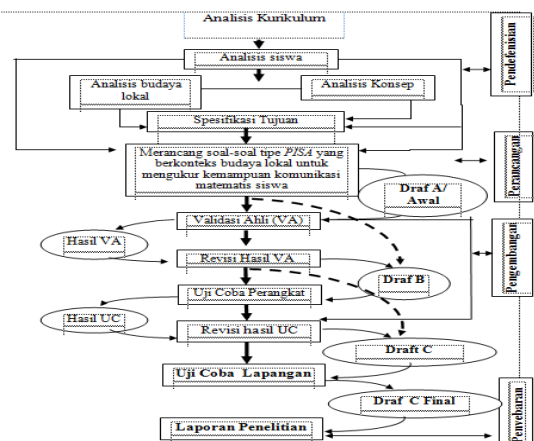 Analisis Kurikulum
Analisis siswa
Pendefenisian
Analisis budaya
lokal
Analisis Konsep
Spesifikasi Tujuan
Merancang soal-soal tipe PISA yang
berkonteks budaya lokal untuk
mengukur kemampuan komunikasi
matematis siswa
Perancangan
Draf A/
Awal
Validasi Ahli (VA)
Hasil VA
Revisi Hasil VA
Pengembangan
Draf B
Uji Coba Perangkat
Hasil UC
Revisi hasil UC
Draft C
Uji Coba Lapangan
Draf C Final
Laporan Penelitian
Penyebaran